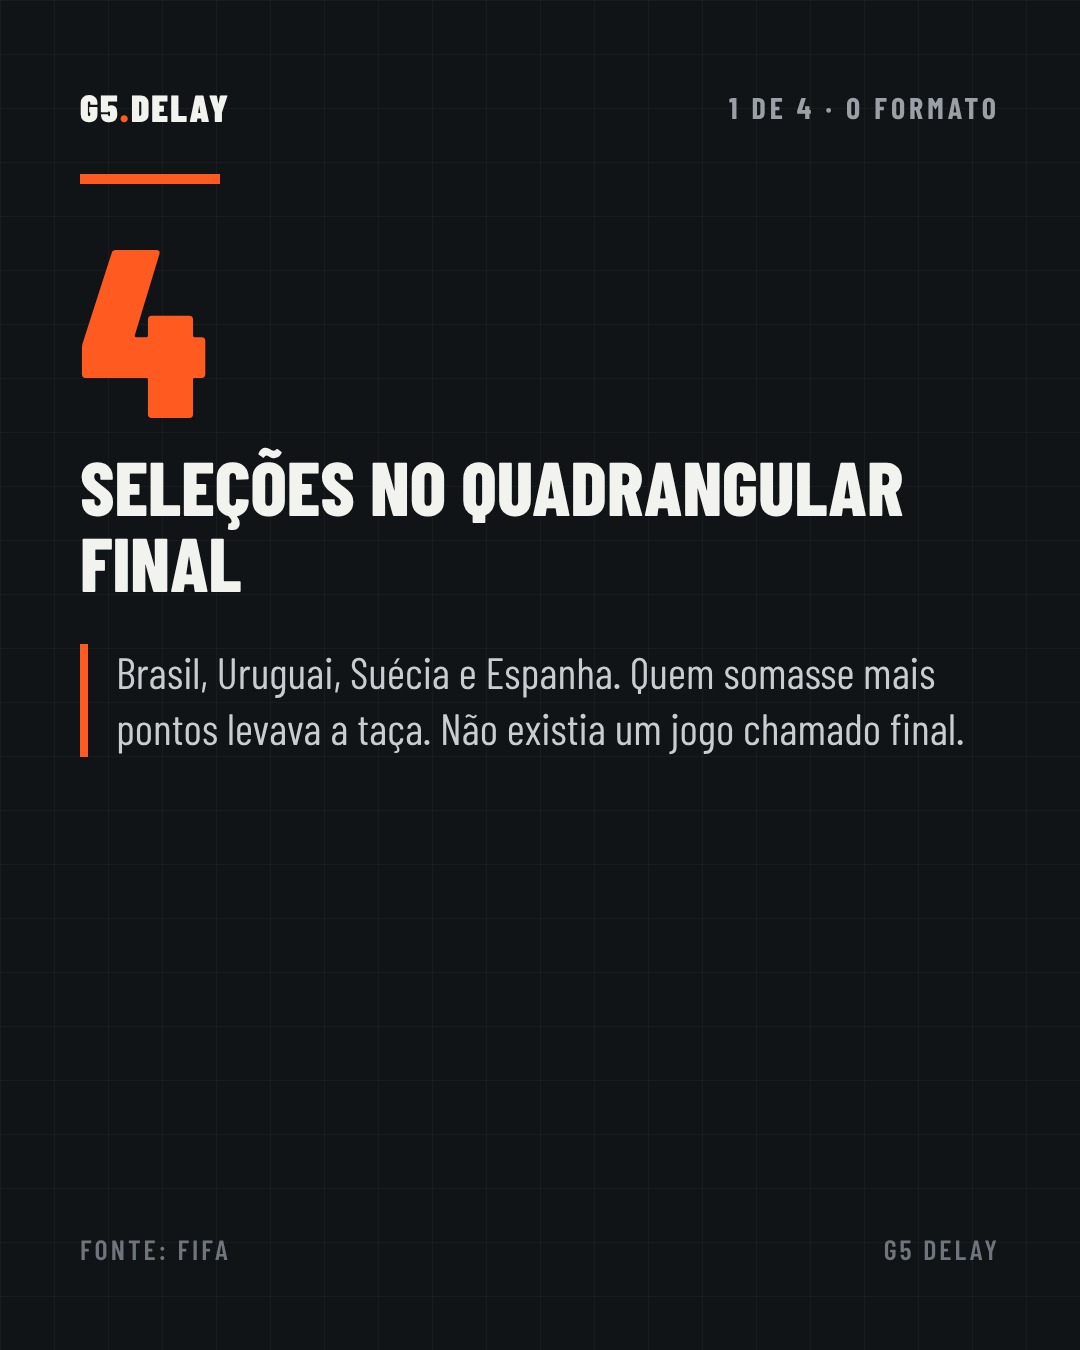 G5.DELAY
1 DE 4 · O FORMATO
4
SELEÇÕES NO QUADRANGULAR
FINAL
Brasil, Uruguai, Suécia e Espanha. Quem somasse mais
pontos levava a taça. Não existia um jogo chamado final.
FONTE: FIFA
G5 DELAY